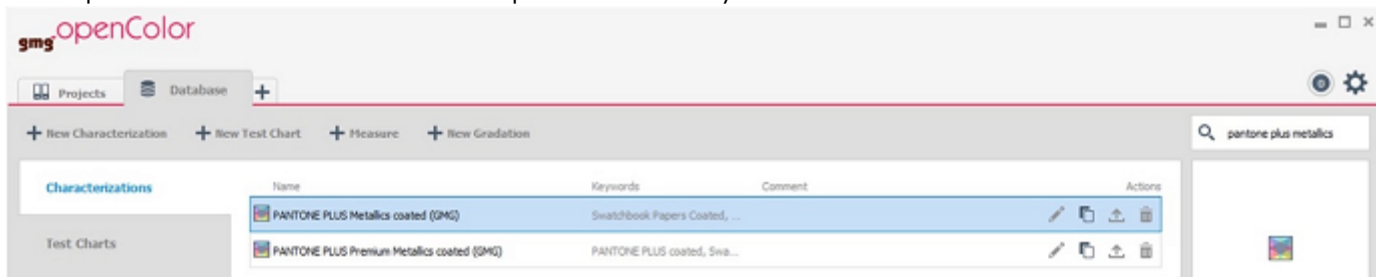 gmg openColor
Projects Database
New Characterization New Test Chart Measure New Gradation pantone plus metallics
Characterizations Name Keywords Comment Actions
PANTONE PLUS Metallics coated (GMG) Swatchbook Papers Coated, ...
Test Charts PANTONE PLUS Premium Metallics coated (GMG) PANTONE PLUS coated, Swa...